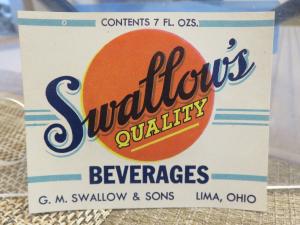 CONTENTS 7 FL. OZS.
Swallow's
QUALITY
BEVERAGES
G. M. SWALLOW & SONS LIMA, OHIO